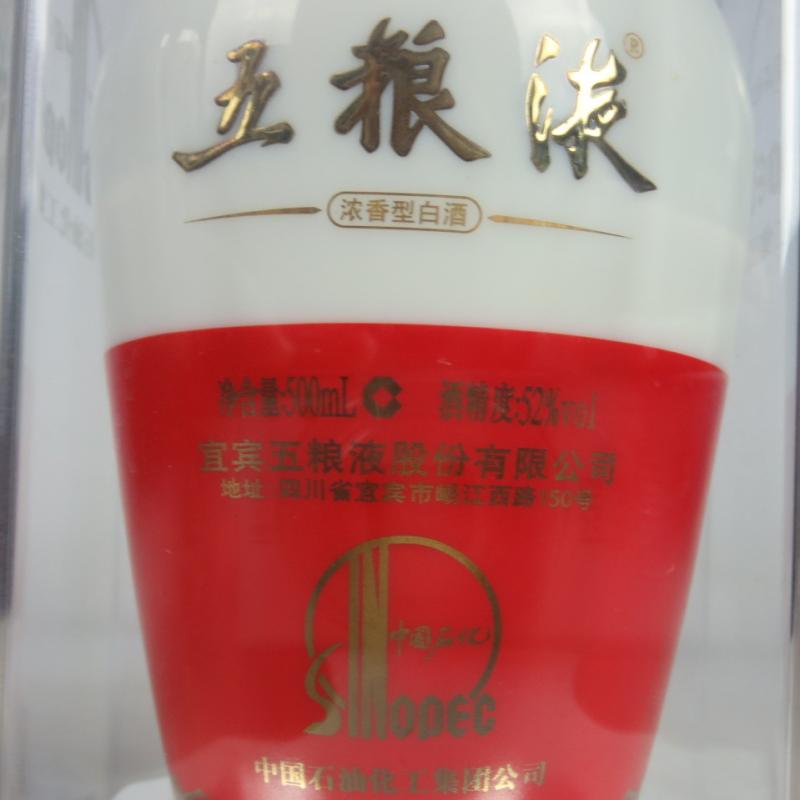 五粮液®
浓香型白酒
净含量:500mL C 酒精度:52%vol
宜宾五粮液股份有限公司
地址:四川省宜宾市岷江西路150号
中国石化
SINOPEC
中国石油化工集团公司